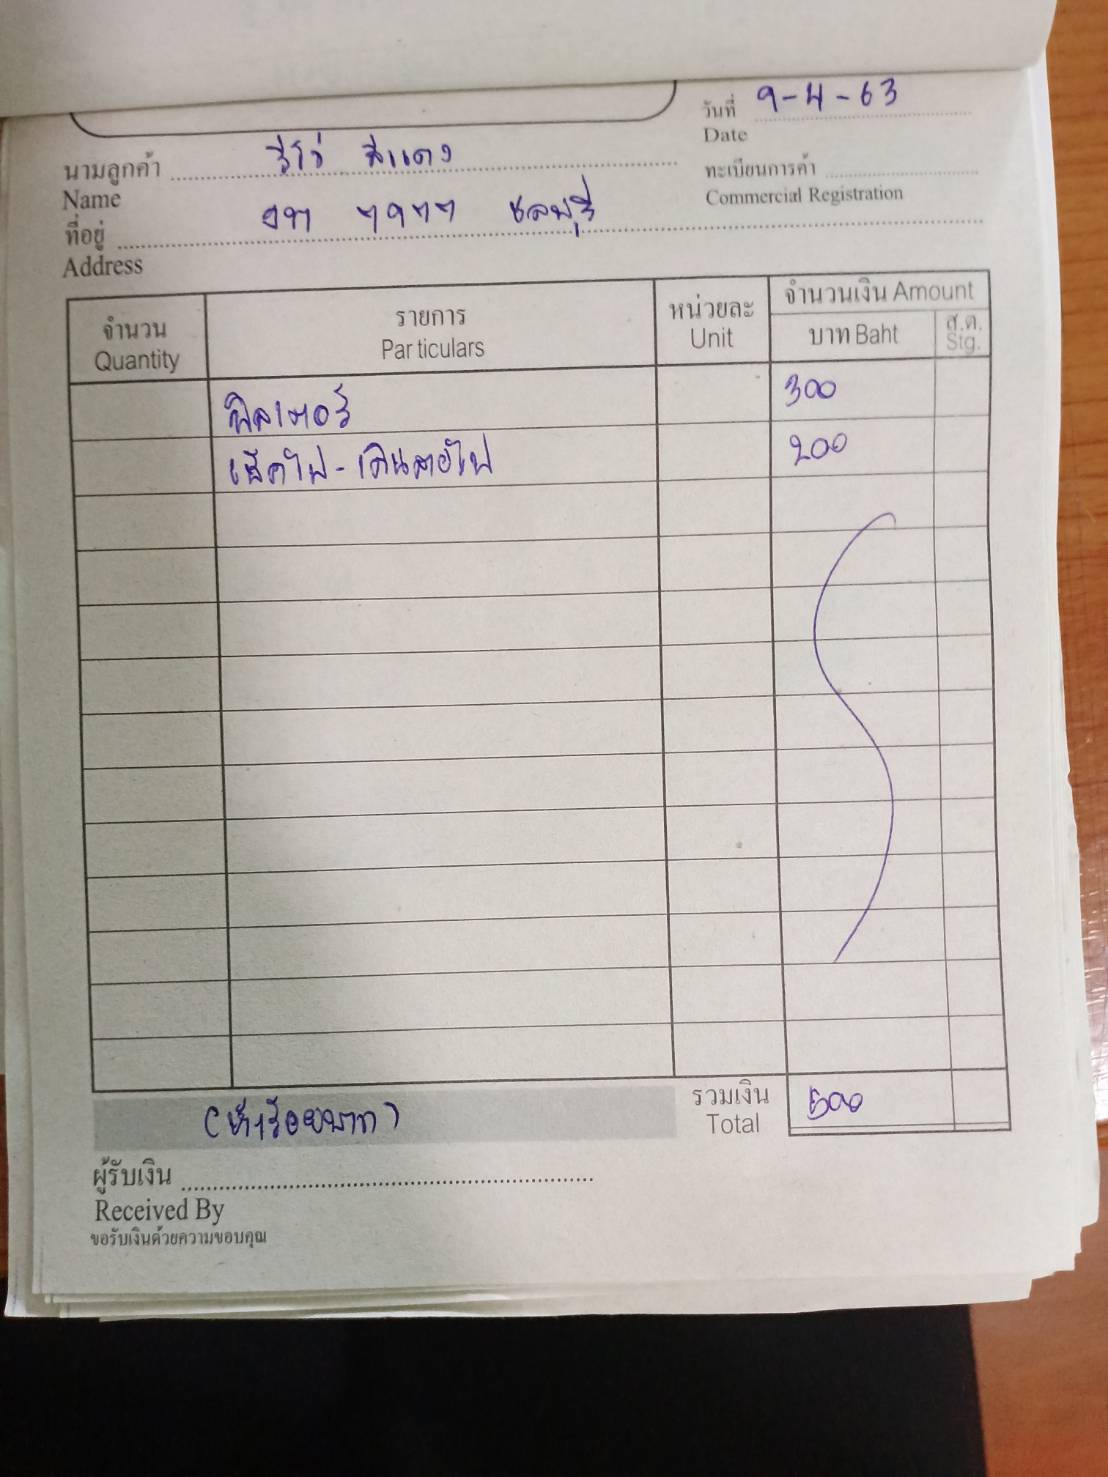 วันที่ 9-4-63
Date
นามลูกค้า วีโก้ สีแดง
Name
ทะเบียนการค้า
Commercial Registration
ที่อยู่ ชลบุรี
Address
จำนวน
Quantity
รายการ
Particulars
หน่วยละ
Unit
จำนวนเงิน Amount
บาท Baht
ส.ต.
Stg.
ฟิลเตอร์ 300
เช็คไฟ-เดินสายไฟ 200
(ห้าร้อยบาท)
รวมเงิน 500
Total
ผู้รับเงิน
Received By
ขอรับเงินด้วยความขอบคุณ